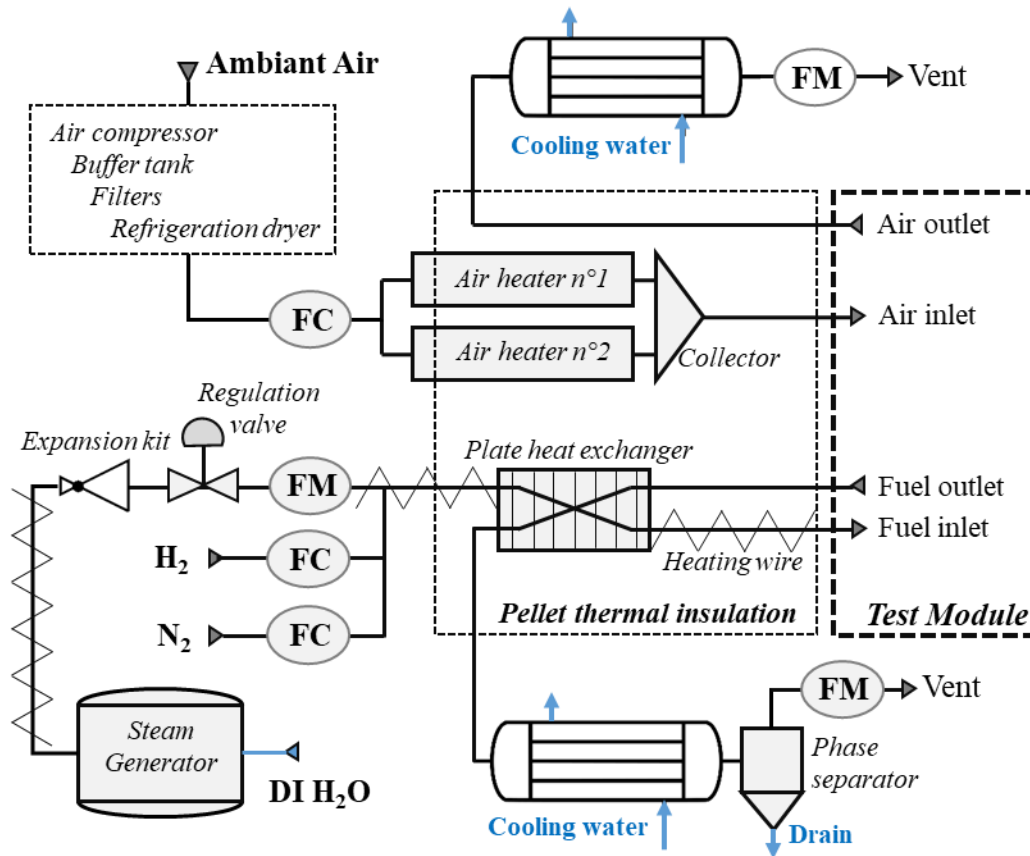 Ambiant Air
Air compressor
Buffer tank
Filters
Refrigeration dryer
Cooling water
FM
Vent
Air outlet
FC
Air heater n°1
Air heater n°2
Collector
Air inlet
Regulation
valve
Expansion kit
FM
Plate heat exchanger
Fuel outlet
Fuel inlet
H₂
FC
Heating wire
N₂
FC
Pellet thermal insulation
Test Module
Steam
Generator
DI H₂O
FM
Vent
Phase
separator
Cooling water
Drain